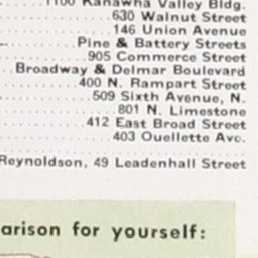 1100 Kanawha Valley Bldg.
630 Walnut Street
146 Union Avenue
Pine & Battery Streets
905 Commerce Street
Broadway & Delmar Boulevard
400 N. Rampart Street
509 Sixth Avenue, N.
801 N. Limestone
412 East Broad Street
403 Ouellette Ave.
Reynoldson, 49 Leadenhall Street
arison for yourself: